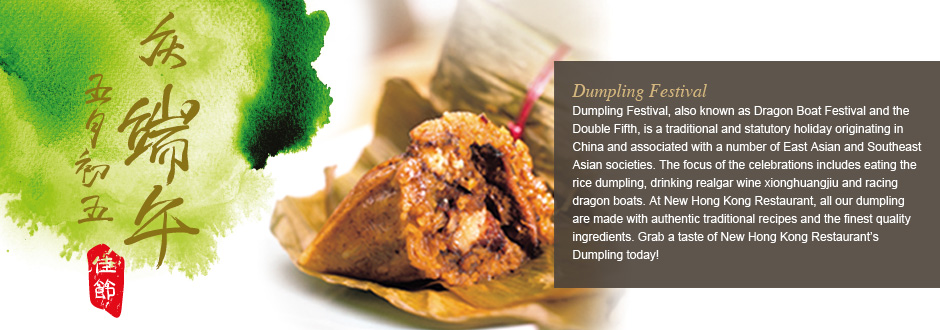 庆端午
五月初五
佳節
Dumpling Festival
Dumpling Festival, also known as Dragon Boat Festival and the
Double Fifth, is a traditional and statutory holiday originating in
China and associated with a number of East Asian and Southeast
Asian societies. The focus of the celebrations includes eating the
rice dumpling, drinking realgar wine xionghuangjiu and racing
dragon boats. At New Hong Kong Restaurant, all our dumpling
are made with authentic traditional recipes and the finest quality
ingredients. Grab a taste of New Hong Kong Restaurant's
Dumpling today!